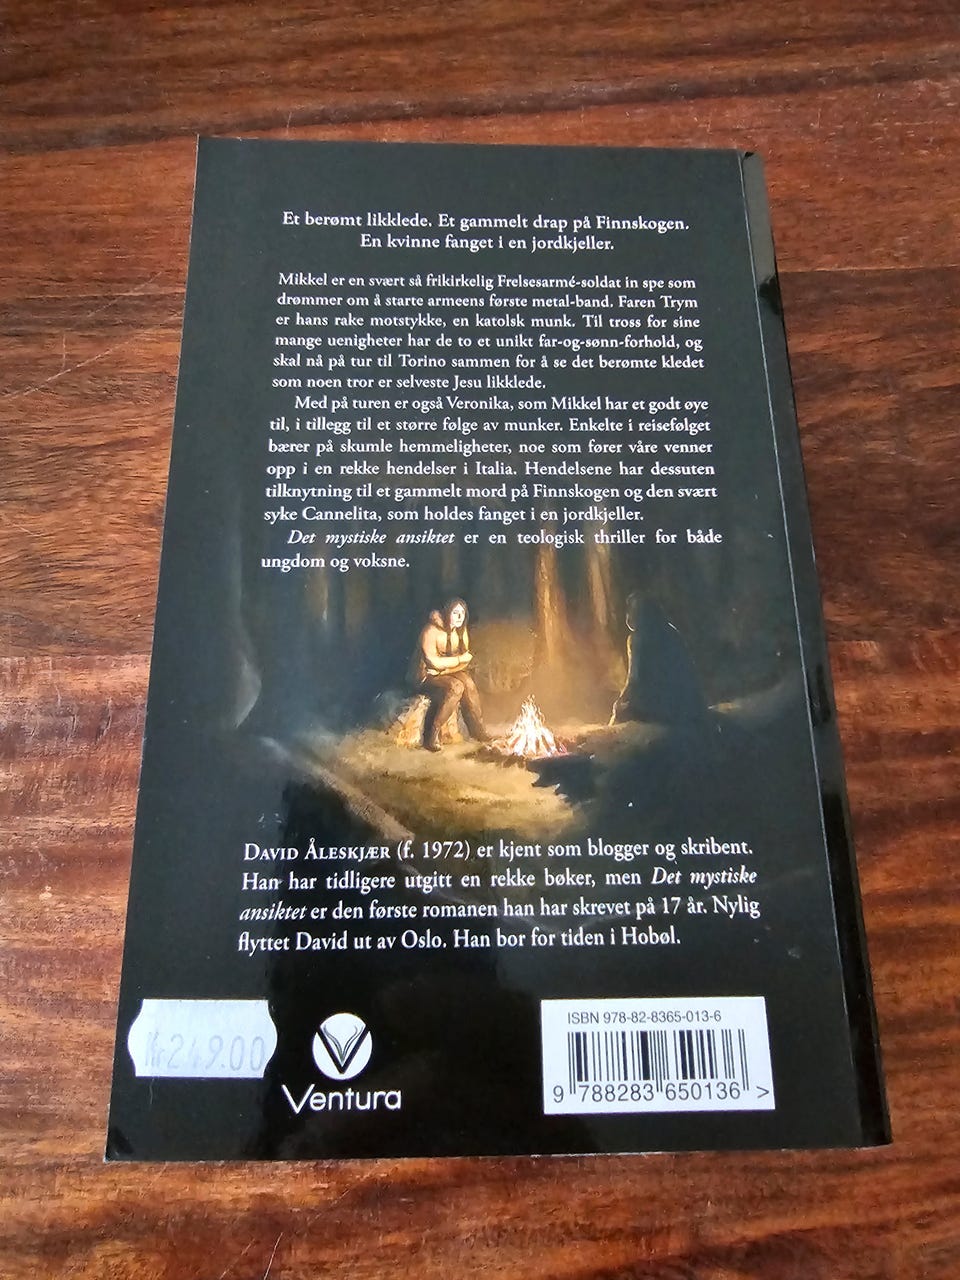 Et berømt likklede. Et gammelt drap på Finnskogen.
En kvinne fanget i en jordkjeller.
Mikkel er en svært så frikirkelig Frelsesarmé-soldat in spe som
drømmer om å starte armeens første metal-band. Faren Trym
er hans rake motstykke, en katolsk munk. Til tross for sine
mange uenigheter har de to et unikt far-og-sønn-forhold, og
skal nå på tur til Torino sammen for å se det berømte kledet
som noen tror er selveste Jesu likklede.
Med på turen er også Veronika, som Mikkel har et godt øye
til, i tillegg til et større følge av munker. Enkelte i reisefølget
bærer på skumle hemmeligheter, noe som fører våre venner
opp i en rekke hendelser i Italia. Hendelsene har dessuten
tilknytning til et gammelt mord på Finnskogen og den svært
syke Cannelita, som holdes fanget i en jordkjeller.
Det mystiske ansiktet er en teologisk thriller for både
ungdom og voksne.
David Åleskjær (f. 1972) er kjent som blogger og skribent.
Han har tidligere utgitt en rekke bøker, men Det mystiske
ansiktet er den første romanen han har skrevet på 17 år. Nylig
flyttet David ut av Oslo. Han bor for tiden i Hobøl.
Kr249.00
Ventura
ISBN 978-82-8365-013-6
9 788283 650136 >